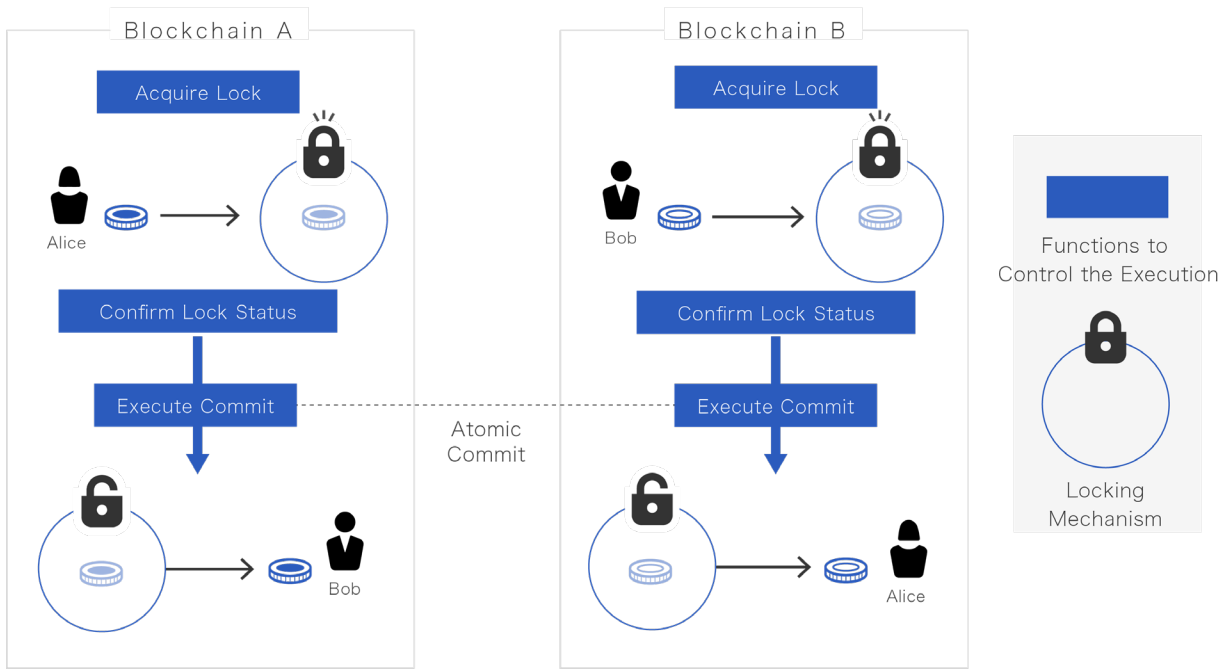 Blockchain A
Acquire Lock
Alice
Confirm Lock Status
Execute Commit
Bob
Atomic
Commit
Blockchain B
Acquire Lock
Bob
Confirm Lock Status
Execute Commit
Alice
Functions to
Control the Execution
Locking
Mechanism